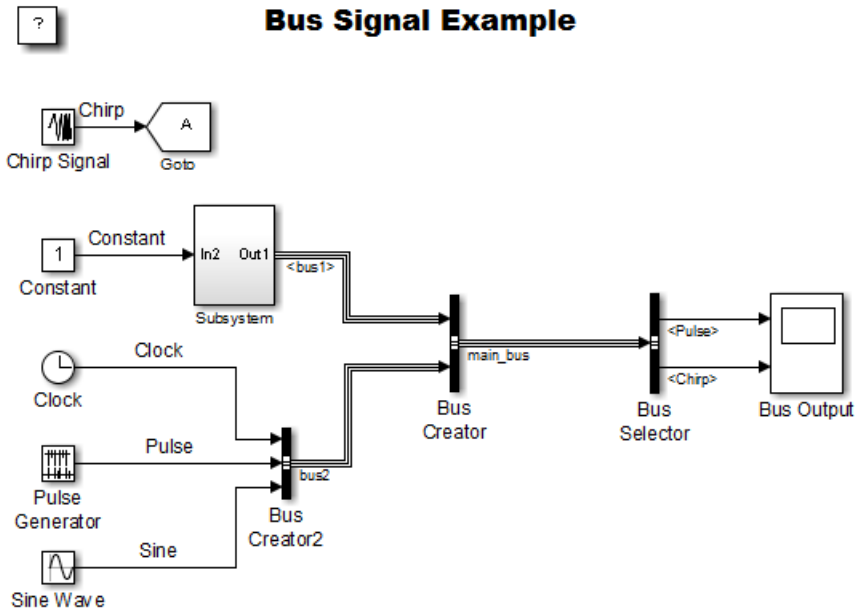 ?
Bus Signal Example
Chirp
A
Chirp Signal
Goto
Constant
1
In2
Out1
<bus1>
Constant
Subsystem
Clock
main_bus
<Pulse>
<Chirp>
Clock
Bus
Creator
Bus
Selector
Bus Output
Pulse
bus2
Pulse
Generator
Bus
Creator2
Sine
Sine Wave